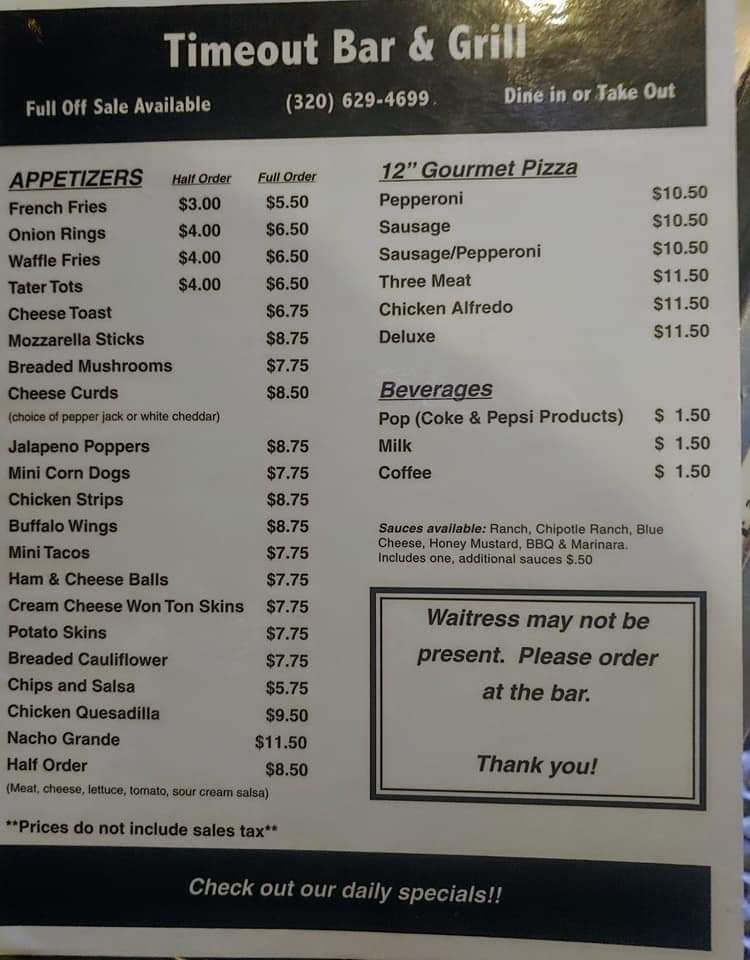 Timeout Bar & Grill
Full Off Sale Available (320) 629-4699 Dine in or Take Out
APPETIZERS Half Order Full Order
French Fries $3.00 $5.50
Onion Rings $4.00 $6.50
Waffle Fries $4.00 $6.50
Tater Tots $4.00 $6.50
Cheese Toast $6.75
Mozzarella Sticks $8.75
Breaded Mushrooms $7.75
Cheese Curds $8.50
(choice of pepper jack or white cheddar)
Jalapeno Poppers $8.75
Mini Corn Dogs $7.75
Chicken Strips $8.75
Buffalo Wings $8.75
Mini Tacos $7.75
Ham & Cheese Balls $7.75
Cream Cheese Won Ton Skins $7.75
Potato Skins $7.75
Breaded Cauliflower $7.75
Chips and Salsa $5.75
Chicken Quesadilla $9.50
Nacho Grande $11.50
Half Order $8.50
(Meat, cheese, lettuce, tomato, sour cream salsa)
**Prices do not include sales tax**
12” Gourmet Pizza
Pepperoni $10.50
Sausage $10.50
Sausage/Pepperoni $10.50
Three Meat $11.50
Chicken Alfredo $11.50
Deluxe $11.50
Beverages
Pop (Coke & Pepsi Products) $ 1.50
Milk $ 1.50
Coffee $ 1.50
Sauces available: Ranch, Chipotle Ranch, Blue
Cheese, Honey Mustard, BBQ & Marinara.
Includes one, additional sauces $.50
Waitress may not be
present. Please order
at the bar.
Thank you!
Check out our daily specials!!